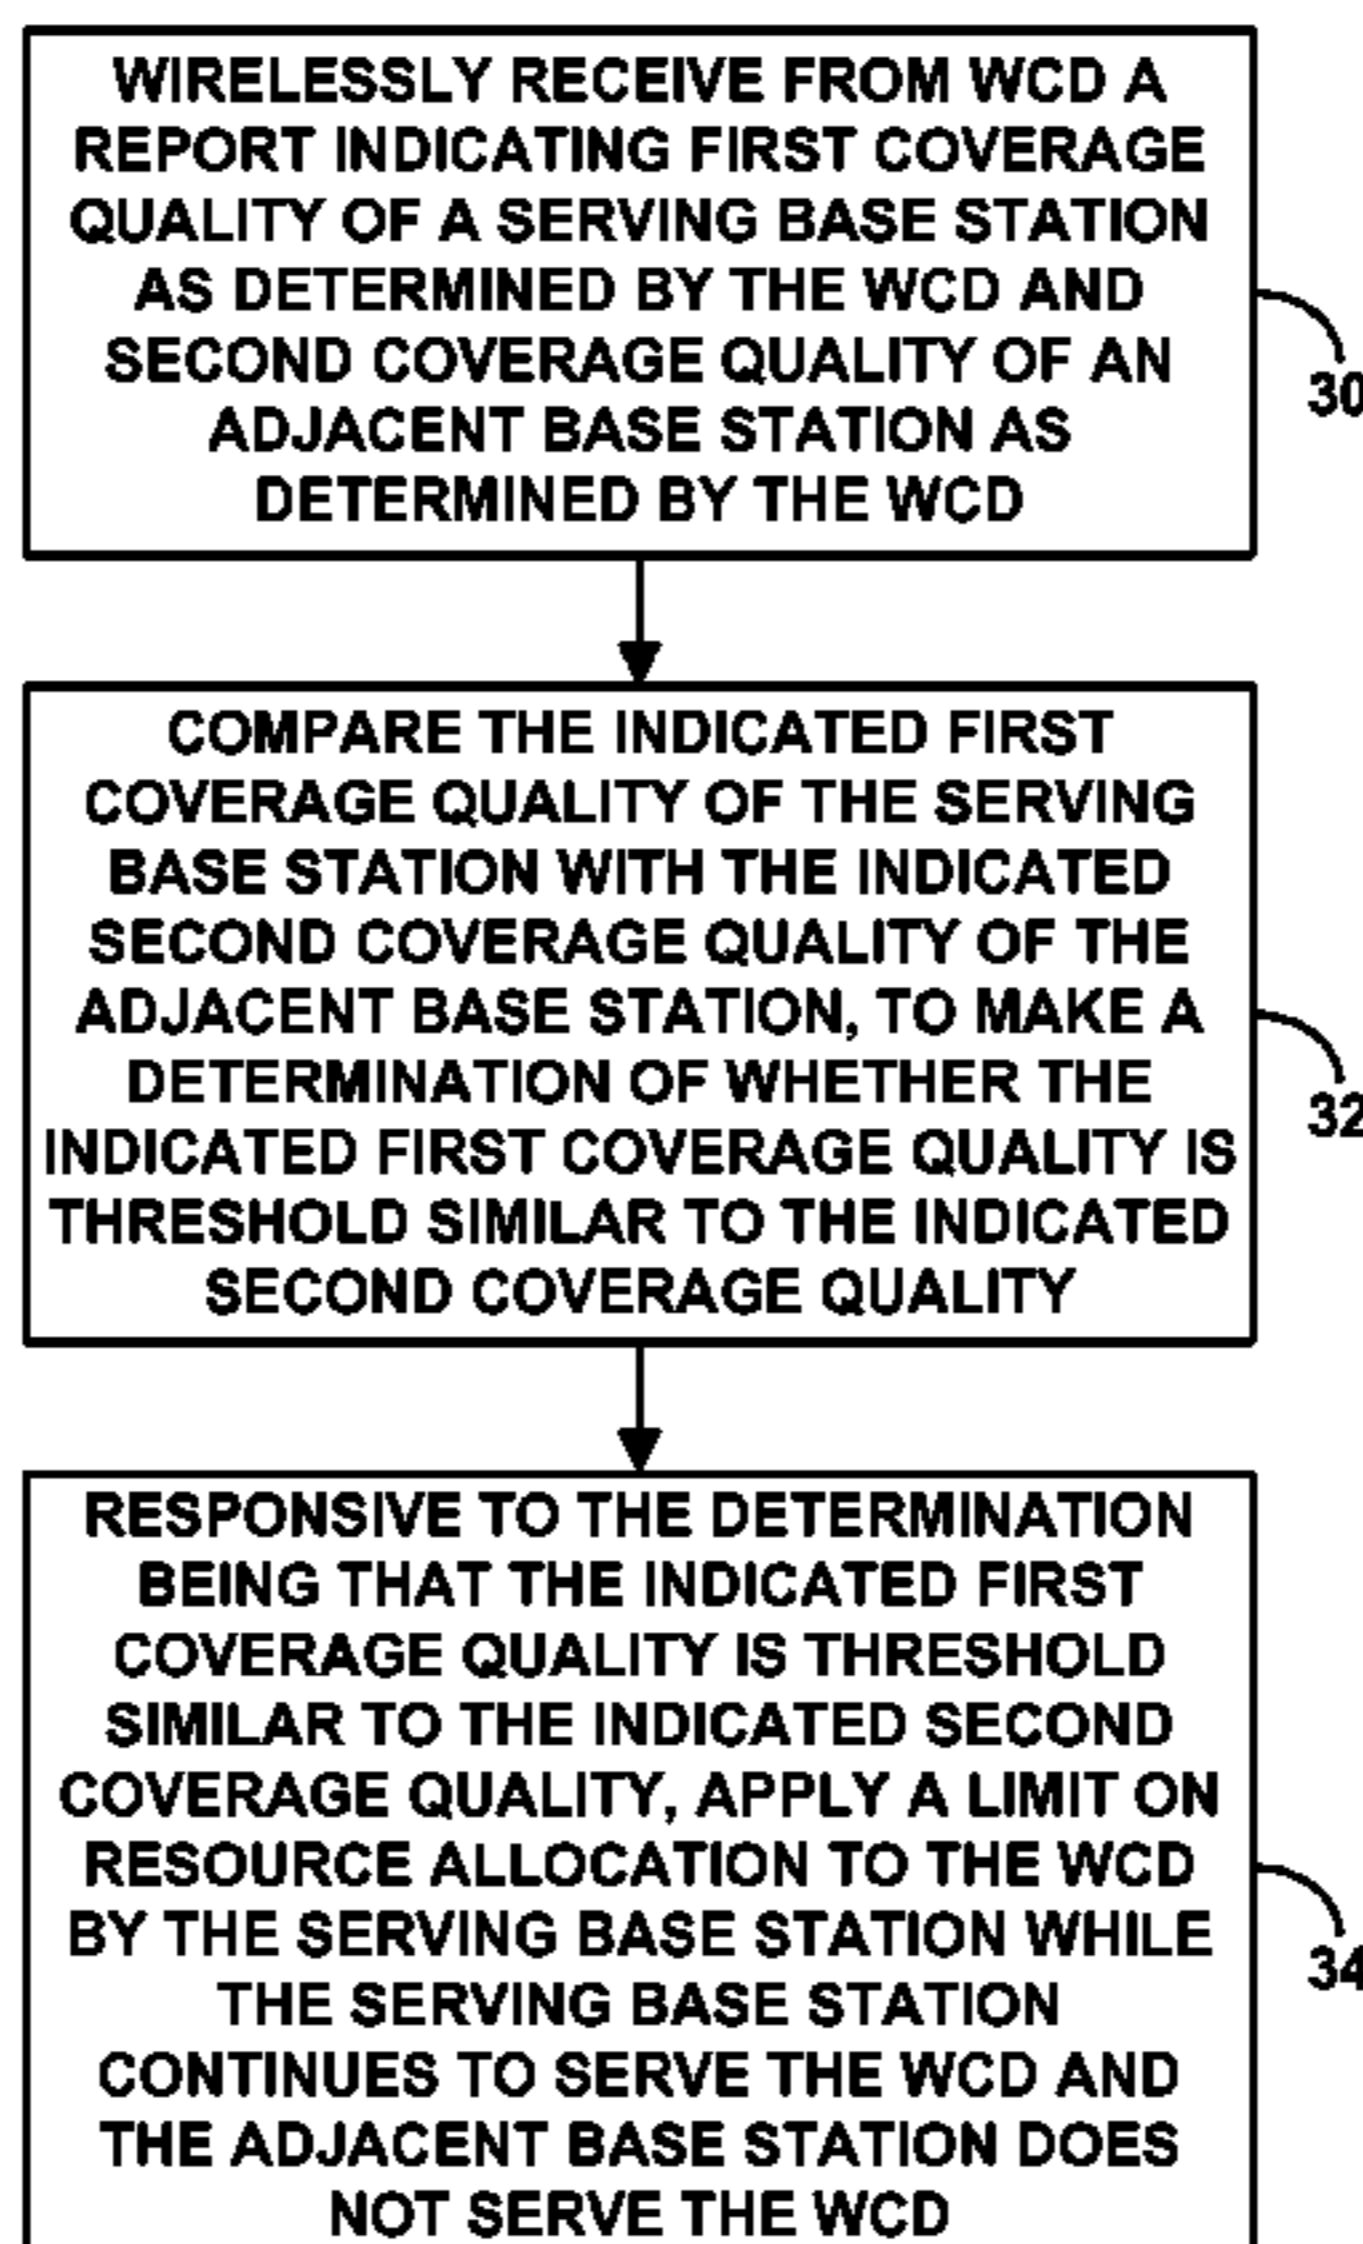 WIRELESSLY RECEIVE FROM WCD A
REPORT INDICATING FIRST COVERAGE
QUALITY OF A SERVING BASE STATION
AS DETERMINED BY THE WCD AND
SECOND COVERAGE QUALITY OF AN
ADJACENT BASE STATION AS
DETERMINED BY THE WCD
30
COMPARE THE INDICATED FIRST
COVERAGE QUALITY OF THE SERVING
BASE STATION WITH THE INDICATED
SECOND COVERAGE QUALITY OF THE
ADJACENT BASE STATION, TO MAKE A
DETERMINATION OF WHETHER THE
INDICATED FIRST COVERAGE QUALITY IS
THRESHOLD SIMILAR TO THE INDICATED
SECOND COVERAGE QUALITY
32
RESPONSIVE TO THE DETERMINATION
BEING THAT THE INDICATED FIRST
COVERAGE QUALITY IS THRESHOLD
SIMILAR TO THE INDICATED SECOND
COVERAGE QUALITY, APPLY A LIMIT ON
RESOURCE ALLOCATION TO THE WCD
BY THE SERVING BASE STATION WHILE
THE SERVING BASE STATION
CONTINUES TO SERVE THE WCD AND
THE ADJACENT BASE STATION DOES
NOT SERVE THE WCD
34